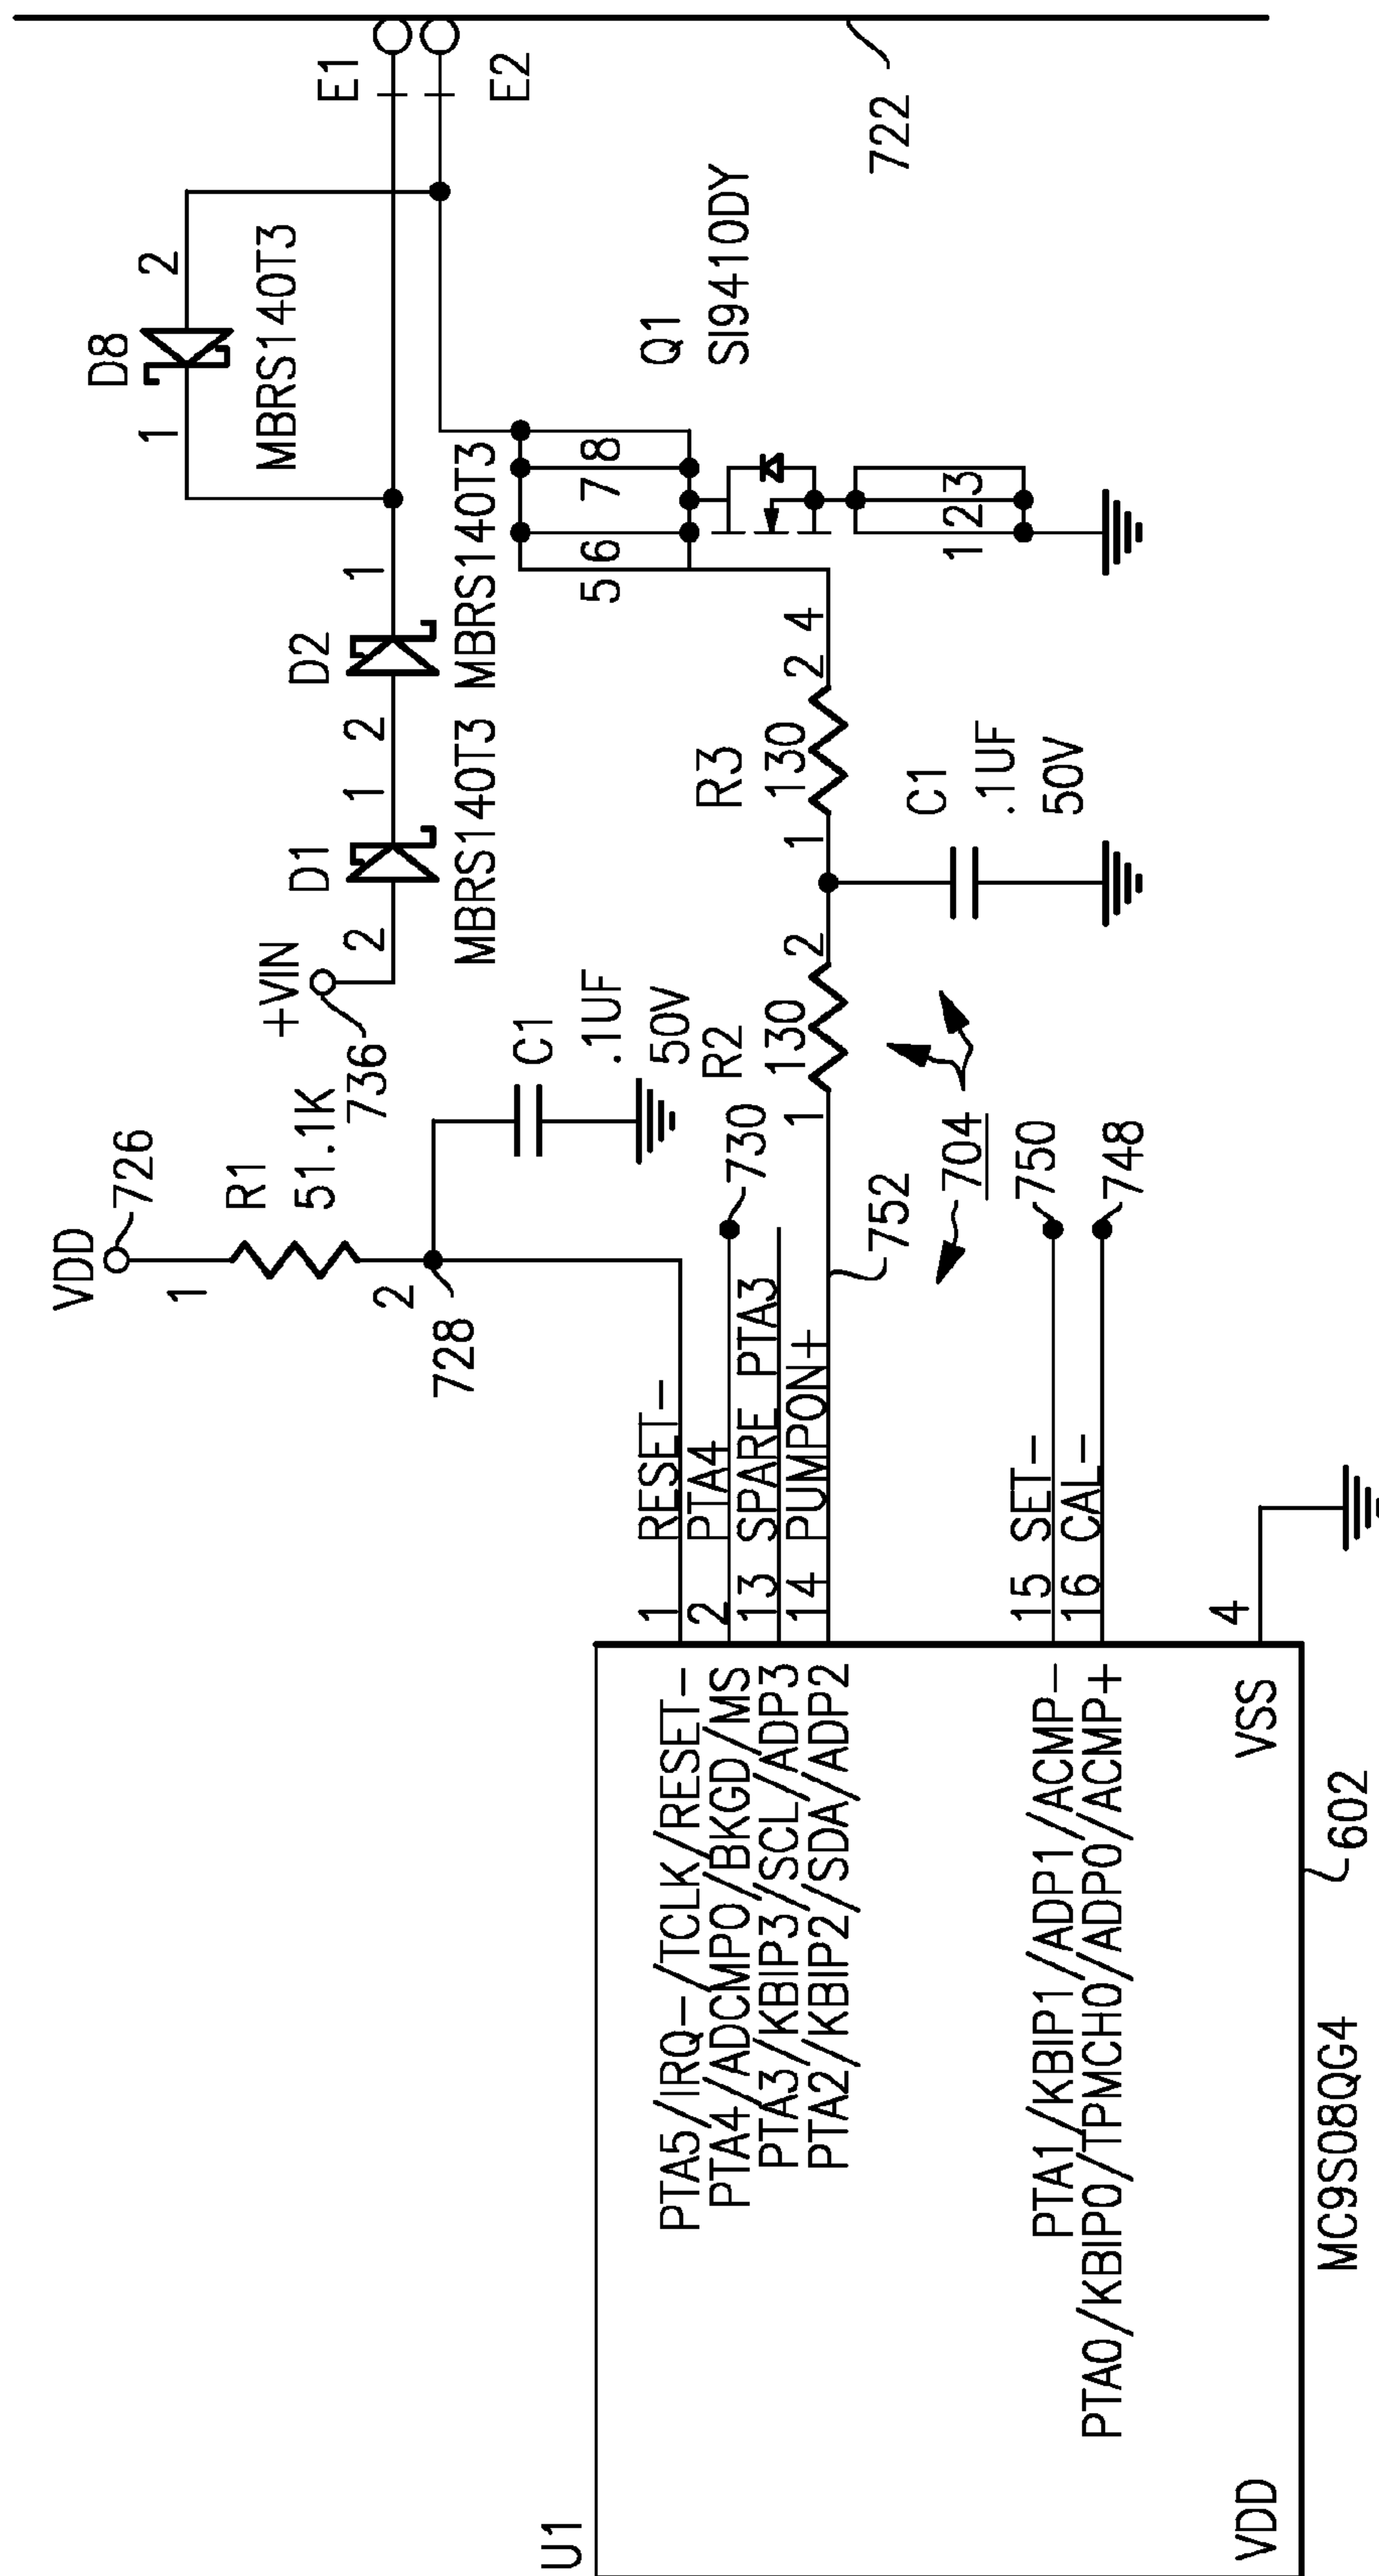 U1
VDD
PTA5/IRQ-/TCLK/RESET-
PTA4/ADCMPO/BKGD/MS
PTA3/KBIP3/SCL/ADP3
PTA2/KBIP2/SDA/ADP2
PTA1/KBIP1/ADP1/ACMP-
PTA0/KBIP0/TPMCH0/ADP0/ACMP+
VSS
MC9S08QG4
602
1 RESET-
2 PTA4
13 SPARE PTA3
14 PUMPON+
15 SET-
16 CAL-
4
VDD
726
1
R1
51.1K
2
728
C1
.1UF
50V
730
752
704
750
748
+VIN
736
2
D1
1
MBRS140T3
2
D2
1
MBRS140T3
1
D8
2
MBRS140T3
E1
E2
722
R2
1
130
2
C1
.1UF
50V
R3
1
130
2
4
5
6
7
8
Q1
SI9410DY
1
2
3